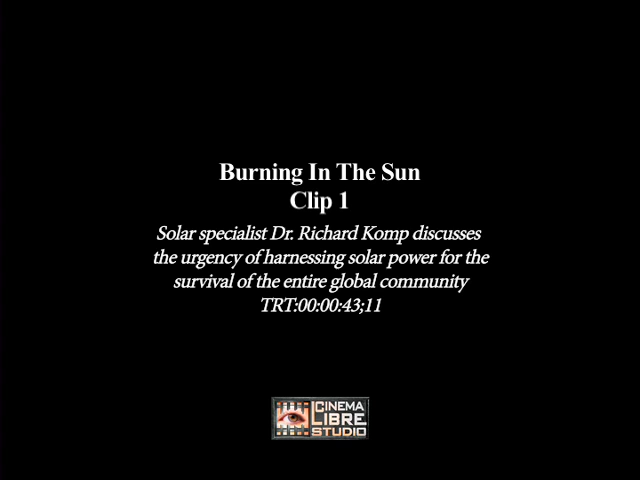 Burning In The Sun
Clip 1
Solar specialist Dr. Richard Komp discusses
the urgency of harnessing solar power for the
survival of the entire global community
TRT:00:00:43;11
CINEMA
LIBRE
STUDIO